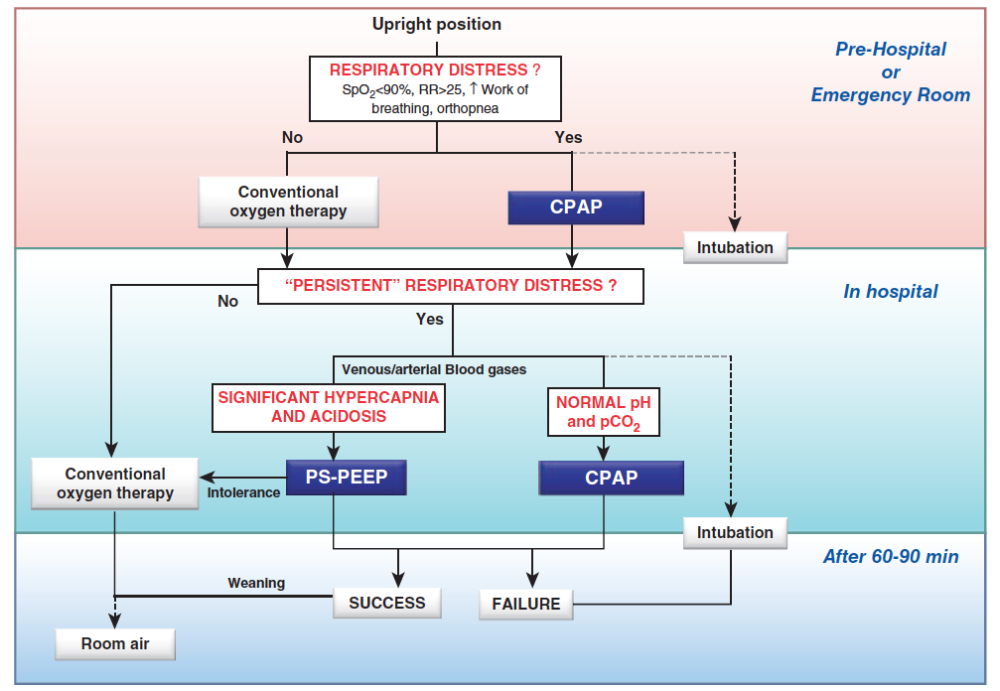 Upright position
Pre-Hospital
or
Emergency Room
RESPIRATORY DISTRESS ?
SpO2<90%, RR>25, ↑ Work of
breathing, orthopnea
No
Yes
Conventional
oxygen therapy
CPAP
Intubation
"PERSISTENT" RESPIRATORY DISTRESS ?
In hospital
No
Yes
Venous/arterial Blood gases
SIGNIFICANT HYPERCAPNIA
AND ACIDOSIS
NORMAL pH
and pCO2
Conventional
oxygen therapy
Intolerance
PS-PEEP
CPAP
Intubation
After 60-90 min
Weaning
SUCCESS
FAILURE
Room air